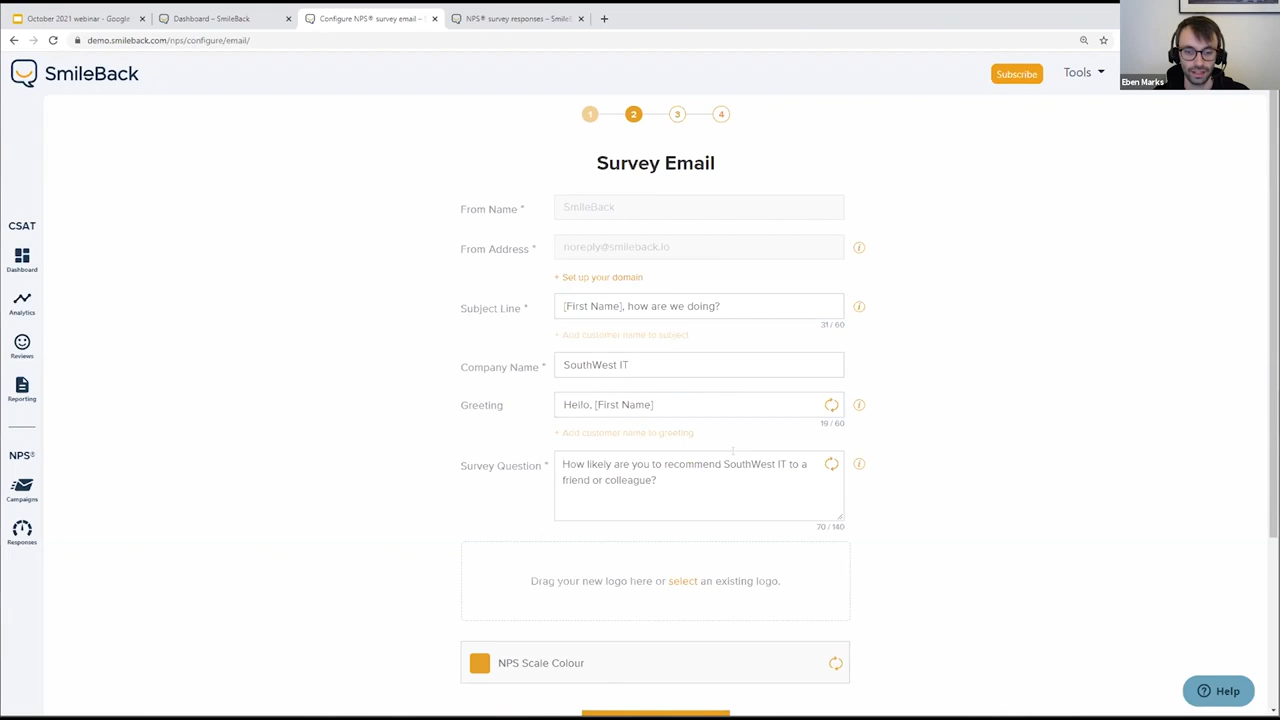 October 2021 webinar - Google
Dashboard – SmileBack
Configure NPS® survey email –
NPS® survey responses – Smile
demo.smileback.com/nps/configure/email/
Eben Marks
SmileBack
Subscribe
Tools
1
2
3
4
Survey Email
From Name *
SmileBack
From Address *
noreply@smileback.io
+ Set up your domain
Subject Line *
[First Name], how are we doing?
31 / 60
+ Add customer name to subject
Company Name *
SouthWest IT
Greeting
Hello, [First Name]
19 / 60
+ Add customer name to greeting
Survey Question *
How likely are you to recommend SouthWest IT to a
friend or colleague?
70 / 140
Drag your new logo here or select an existing logo.
NPS Scale Colour
CSAT
Dashboard
Analytics
Reviews
Reporting
NPS®
Campaigns
Responses
Help